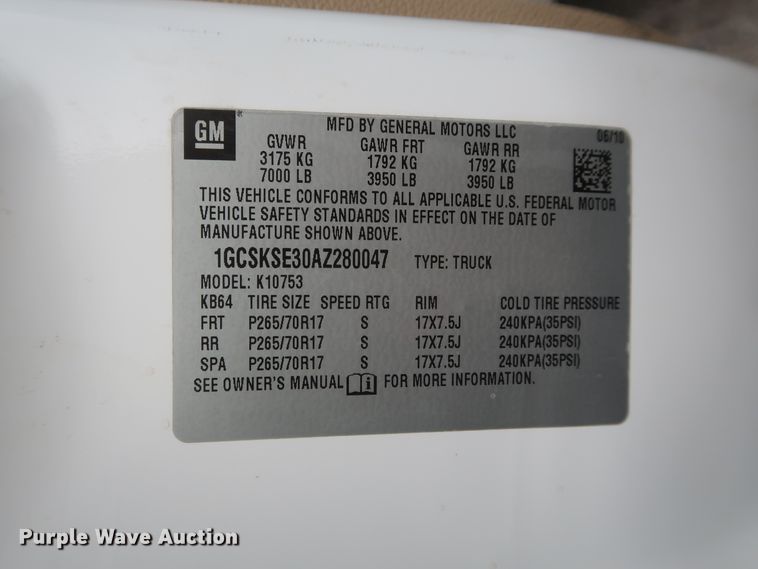 GM
MFD BY GENERAL MOTORS LLC 06/10
GVWR GAWR FRT GAWR RR
3175 KG 1792 KG 1792 KG
7000 LB 3950 LB 3950 LB
THIS VEHICLE CONFORMS TO ALL APPLICABLE U.S. FEDERAL MOTOR
VEHICLE SAFETY STANDARDS IN EFFECT ON THE DATE OF
MANUFACTURE SHOWN ABOVE.
1GCSKSE30AZ280047 TYPE: TRUCK
MODEL: K10753
KB64 TIRE SIZE SPEED RTG RIM COLD TIRE PRESSURE
FRT P265/70R17 S 17X7.5J 240KPA(35PSI)
RR P265/70R17 S 17X7.5J 240KPA(35PSI)
SPA P265/70R17 S 17X7.5J 240KPA(35PSI)
SEE OWNER'S MANUAL FOR MORE INFORMATION.
Purple Wave Auction